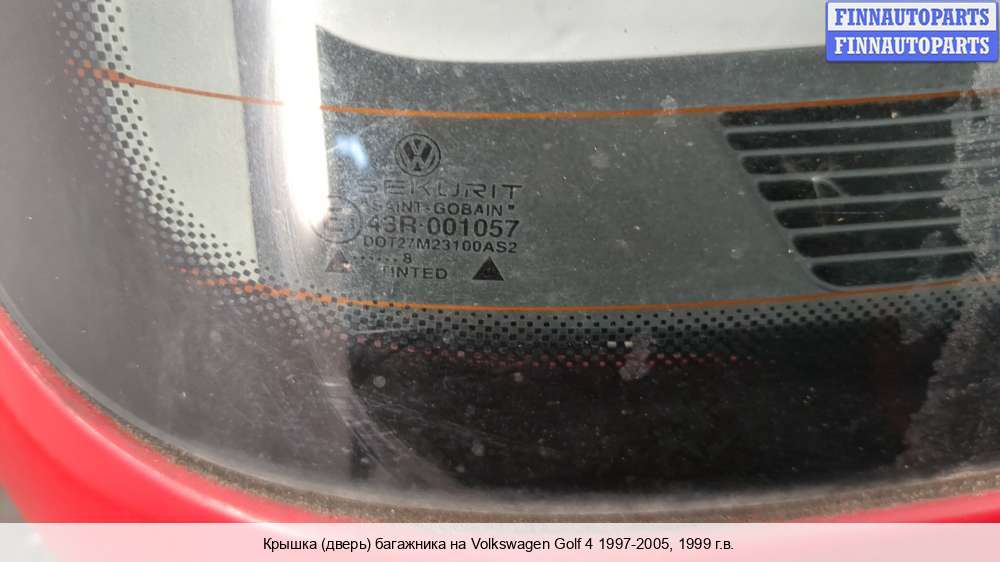 FINNAUTOPARTS
FINNAUTOPARTS
SEKURIT
SAINT-GOBAIN
43R-001057
DOT27M23100AS2
......8
TINTED
Крышка (дверь) багажника на Volkswagen Golf 4 1997-2005, 1999 г.в.